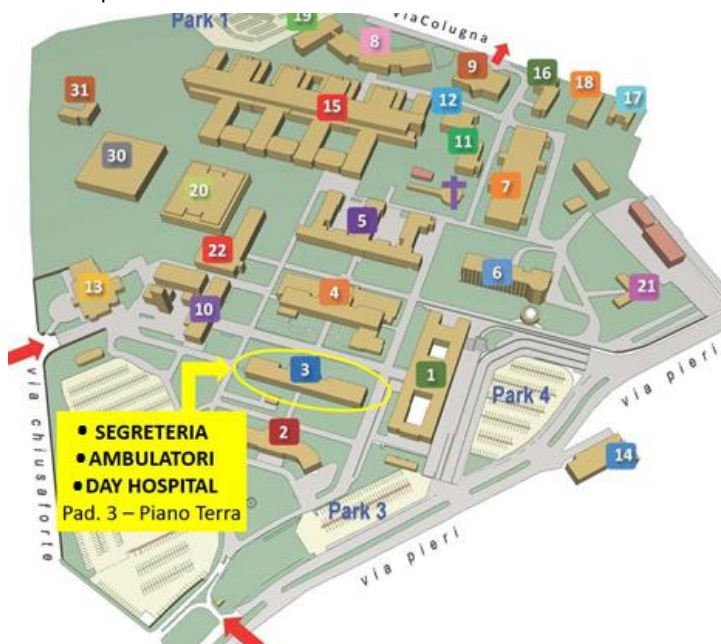 Park 1
19
8
via Colugna
9
16
18
17
31
15
12
11
30
20
7
5
22
6
13
10
4
21
3
1
Park 4
via pieri
via chiusaforte
• SEGRETERIA
• AMBULATORI
• DAY HOSPITAL
Pad. 3 – Piano Terra
2
14
Park 3
via pieri